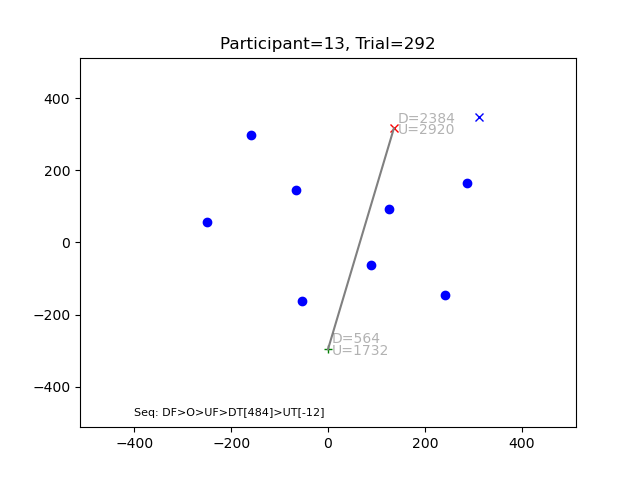 Participant=13, Trial=292
400
200
0
−200
−400
D=2384
U=2920
D=564
U=1732
Seq: DF>O>UF>DT[484]>UT[-12]
−400
−200
0
200
400